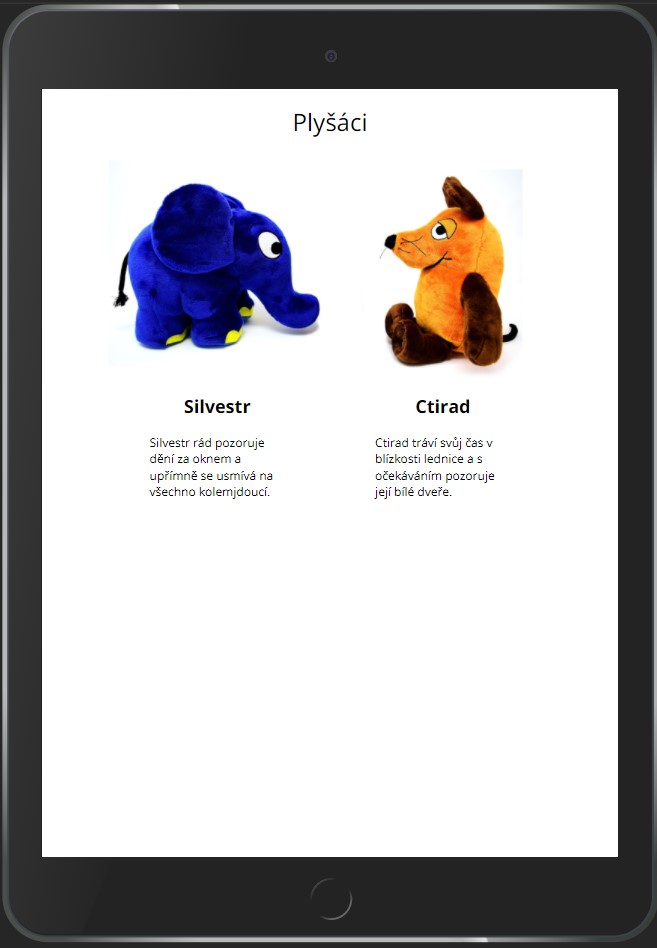 Plyšáci
Silvestr
Silvestr rád pozoruje
dění za oknem a
upřímně se usmívá na
všechno kolemjdoucí.
Ctirad
Ctirad tráví svůj čas v
blízkosti lednice a s
očekáváním pozoruje
její bílé dveře.